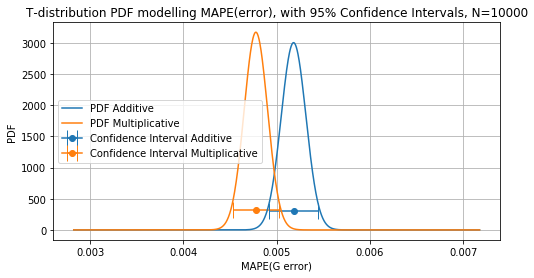 T-distribution PDF modelling MAPE(error), with 95% Confidence Intervals, N=10000
3000
2500
2000
1500
1000
500
0
PDF
PDF Additive
PDF Multiplicative
Confidence Interval Additive
Confidence Interval Multiplicative
0.003 0.004 0.005 0.006 0.007
MAPE(G error)